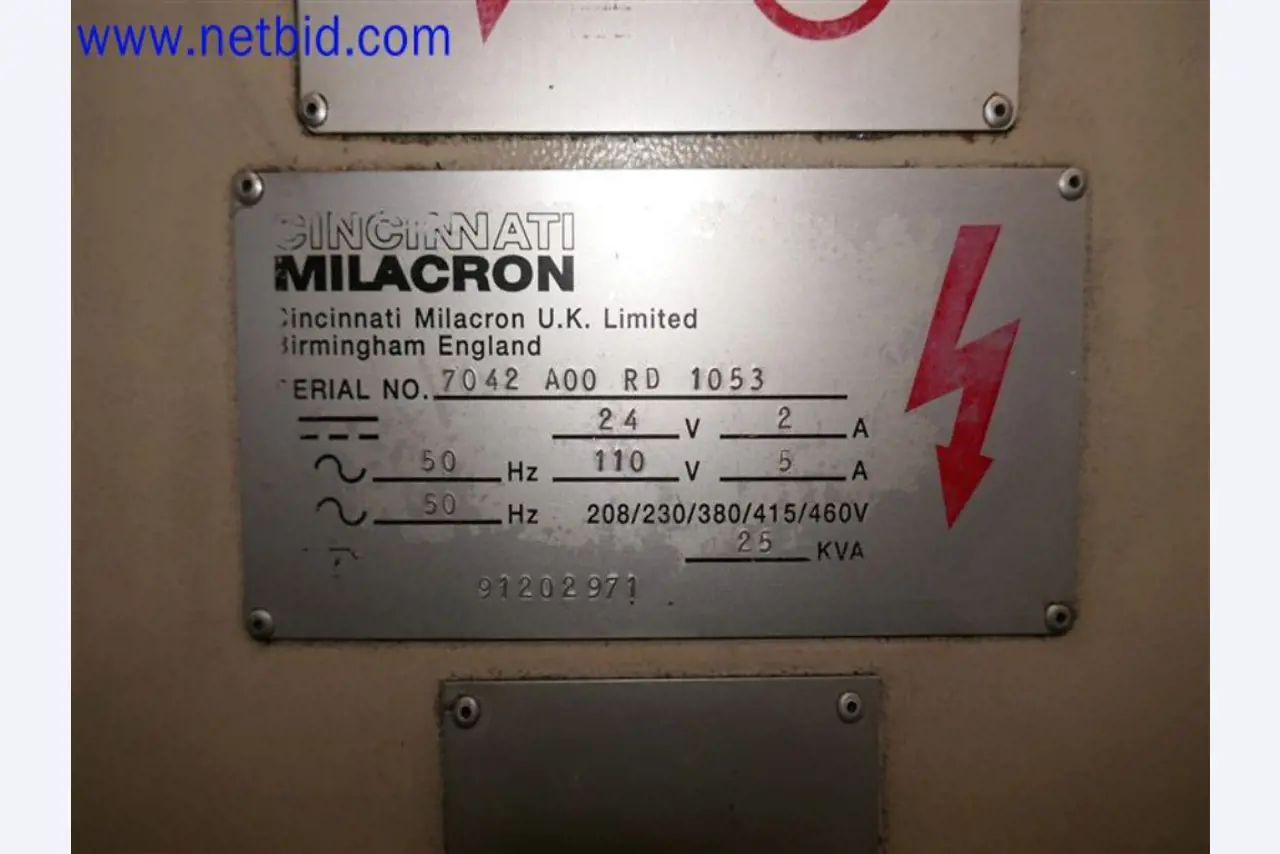 www.netbid.com
CINCINNATI
MILACRON
Cincinnati Milacron U.K. Limited
Birmingham England
SERIAL NO. 7042 A00 RD 1053
24 V 2 A
50 Hz 110 V 5 A
50 Hz 208/230/380/415/460V
25 KVA
91202971